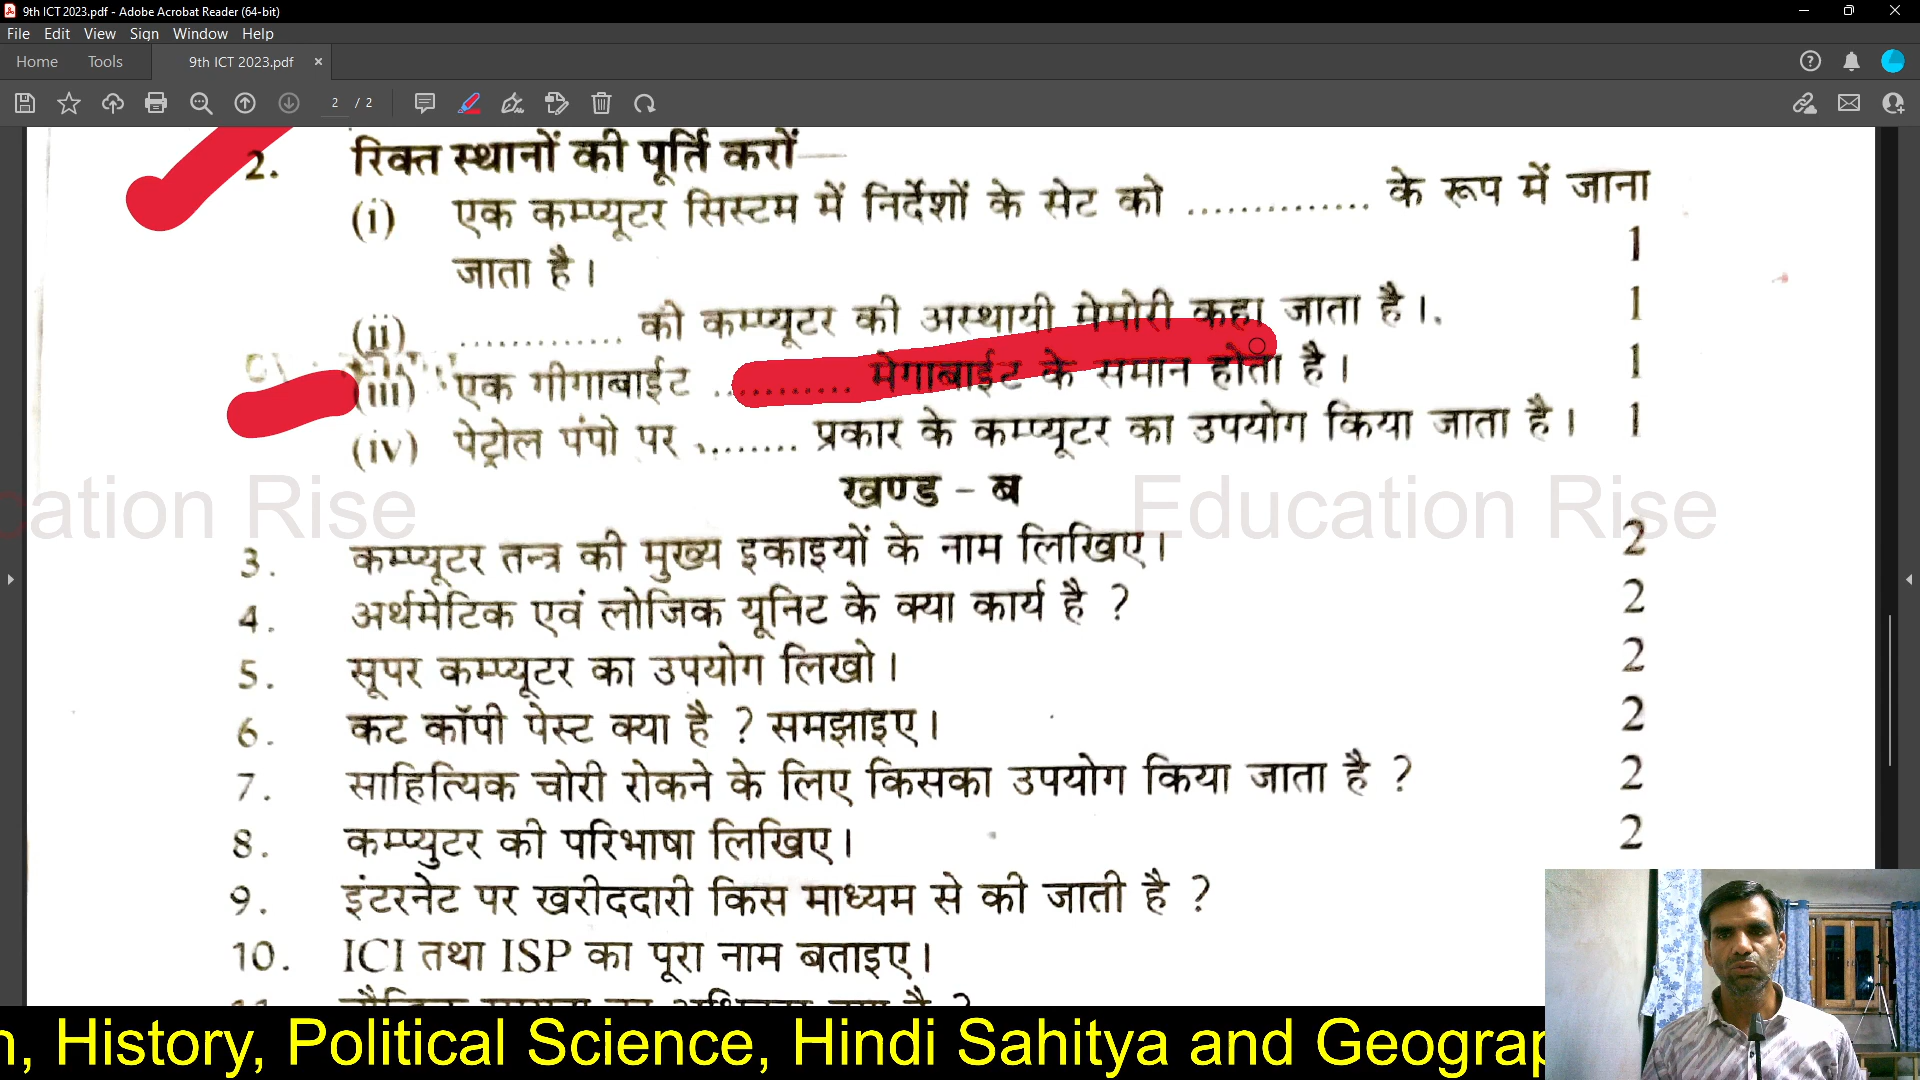 9th ICT 2023.pdf - Adobe Acrobat Reader (64-bit)
File Edit View Sign Window Help
Home Tools 9th ICT 2023.pdf ×
2 / 2
2. रिक्त स्थानों की पूर्ति करों—
(i) एक कम्प्यूटर सिस्टम में निर्देशों के सेट को .............. के रूप में जाना
जाता है। 1
(ii) ............. को कम्प्यूटर की अस्थायी मेमोरी कहा जाता है।. 1
(iii) एक गीगाबाईट ........... मेगाबाईट के समान होता है। 1
(iv) पेट्रोल पंपो पर ........ प्रकार के कम्प्यूटर का उपयोग किया जाता है। 1
खण्ड - ब
ation Rise Education Rise
3. कम्प्यूटर तन्त्र की मुख्य इकाइयों के नाम लिखिए। 2
4. अर्थमेटिक एवं लोजिक यूनिट के क्या कार्य है ? 2
5. सूपर कम्प्यूटर का उपयोग लिखो। 2
6. कट कॉपी पेस्ट क्या है ? समझाइए। 2
7. साहित्यिक चोरी रोकने के लिए किसका उपयोग किया जाता है ? 2
8. कम्प्युटर की परिभाषा लिखिए। 2
9. इंटरनेट पर खरीददारी किस माध्यम से की जाती है ?
10. ICI तथा ISP का पूरा नाम बताइए।
n, History, Political Science, Hindi Sahitya and Geograp